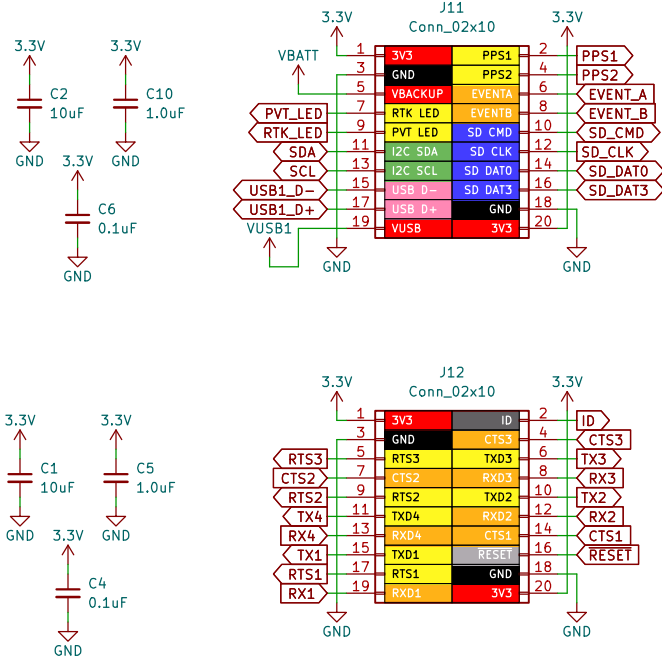 J11
Conn_02x10
3.3V
3.3V
1 3V3 PPS1 2 PPS1
3 GND PPS2 4 PPS2
VBATT
5 VBACKUP EVENTA 6 EVENT_A
PVT_LED 7 RTK LED EVENTB 8 EVENT_B
RTK_LED 9 PVT LED SD CMD 10 SD_CMD
SDA 11 I2C SDA SD CLK 12 SD_CLK
SCL 13 I2C SCL SD DAT0 14 SD_DAT0
USB1_D- 15 USB D- SD DAT3 16 SD_DAT3
USB1_D+ 17 USB D+ GND 18
VUSB1 19 VUSB 3V3 20
GND
GND
3.3V
C2
10uF
GND
3.3V
C10
1.0uF
GND
3.3V
C6
0.1uF
GND
J12
Conn_02x10
3.3V
3.3V
1 3V3 ID 2 ID
3 GND CTS3 4 CTS3
RTS3 5 RTS3 TXD3 6 TX3
CTS2 7 CTS2 RXD3 8 RX3
RTS2 9 RTS2 TXD2 10 TX2
TX4 11 TXD4 RXD2 12 RX2
RX4 13 RXD4 CTS1 14 CTS1
TX1 15 TXD1 RESET 16 RESET
RTS1 17 RTS1 GND 18
RX1 19 RXD1 3V3 20
GND
GND
3.3V
C1
10uF
GND
3.3V
C5
1.0uF
GND
3.3V
C4
0.1uF
GND